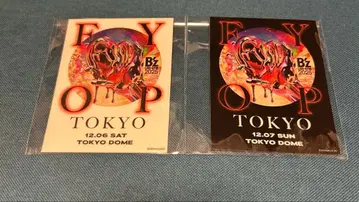 F Y
B'z
O P
TOKYO
12.06 SAT
TOKYO DOME
F Y
B'z
O P
TOKYO
12.07 SUN
TOKYO DOME